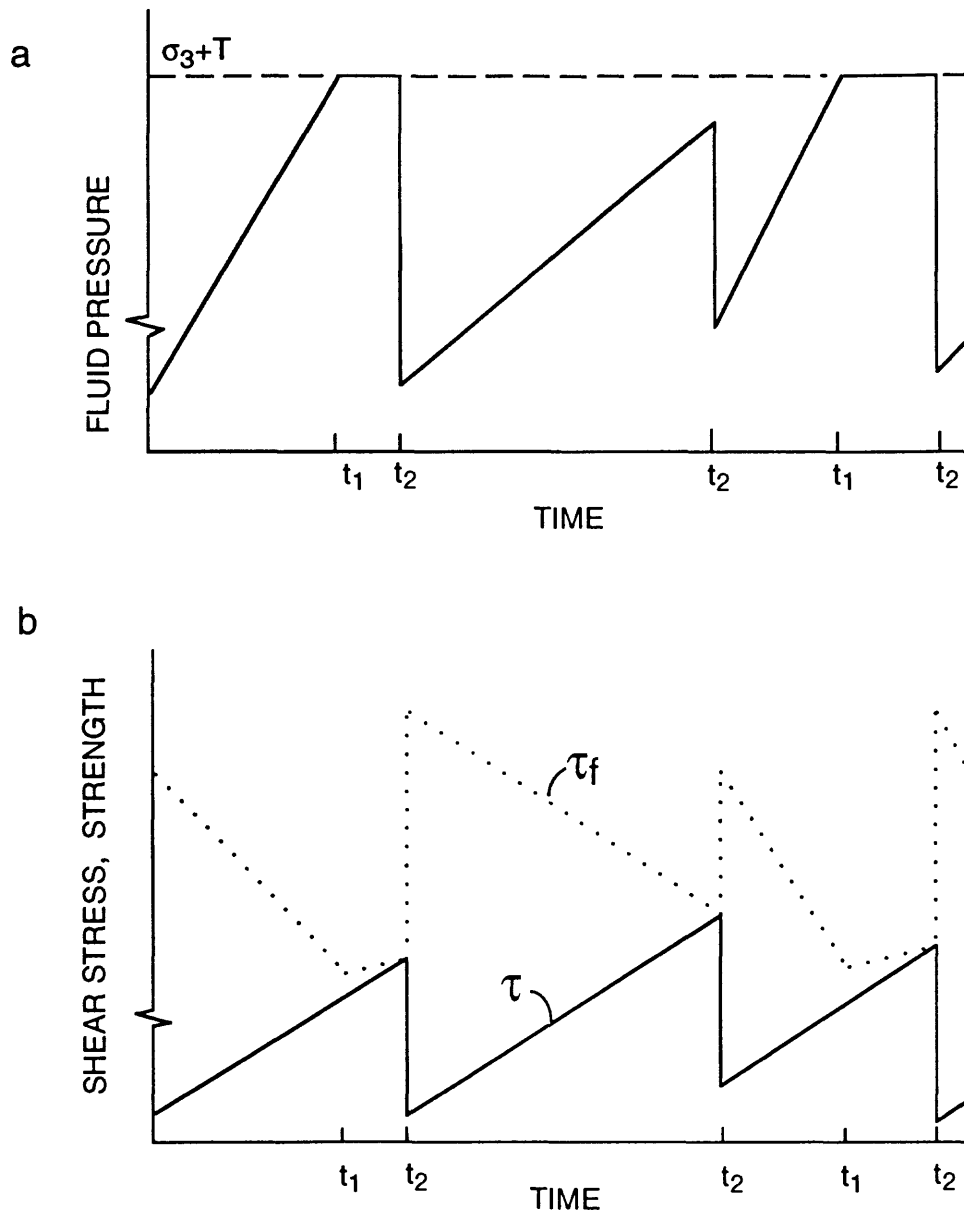 a
σ₃+T
FLUID PRESSURE
t₁ t₂ t₂ t₁ t₂
TIME
b
SHEAR STRESS, STRENGTH
τf
τ
t₁ t₂ t₂ t₁ t₂
TIME